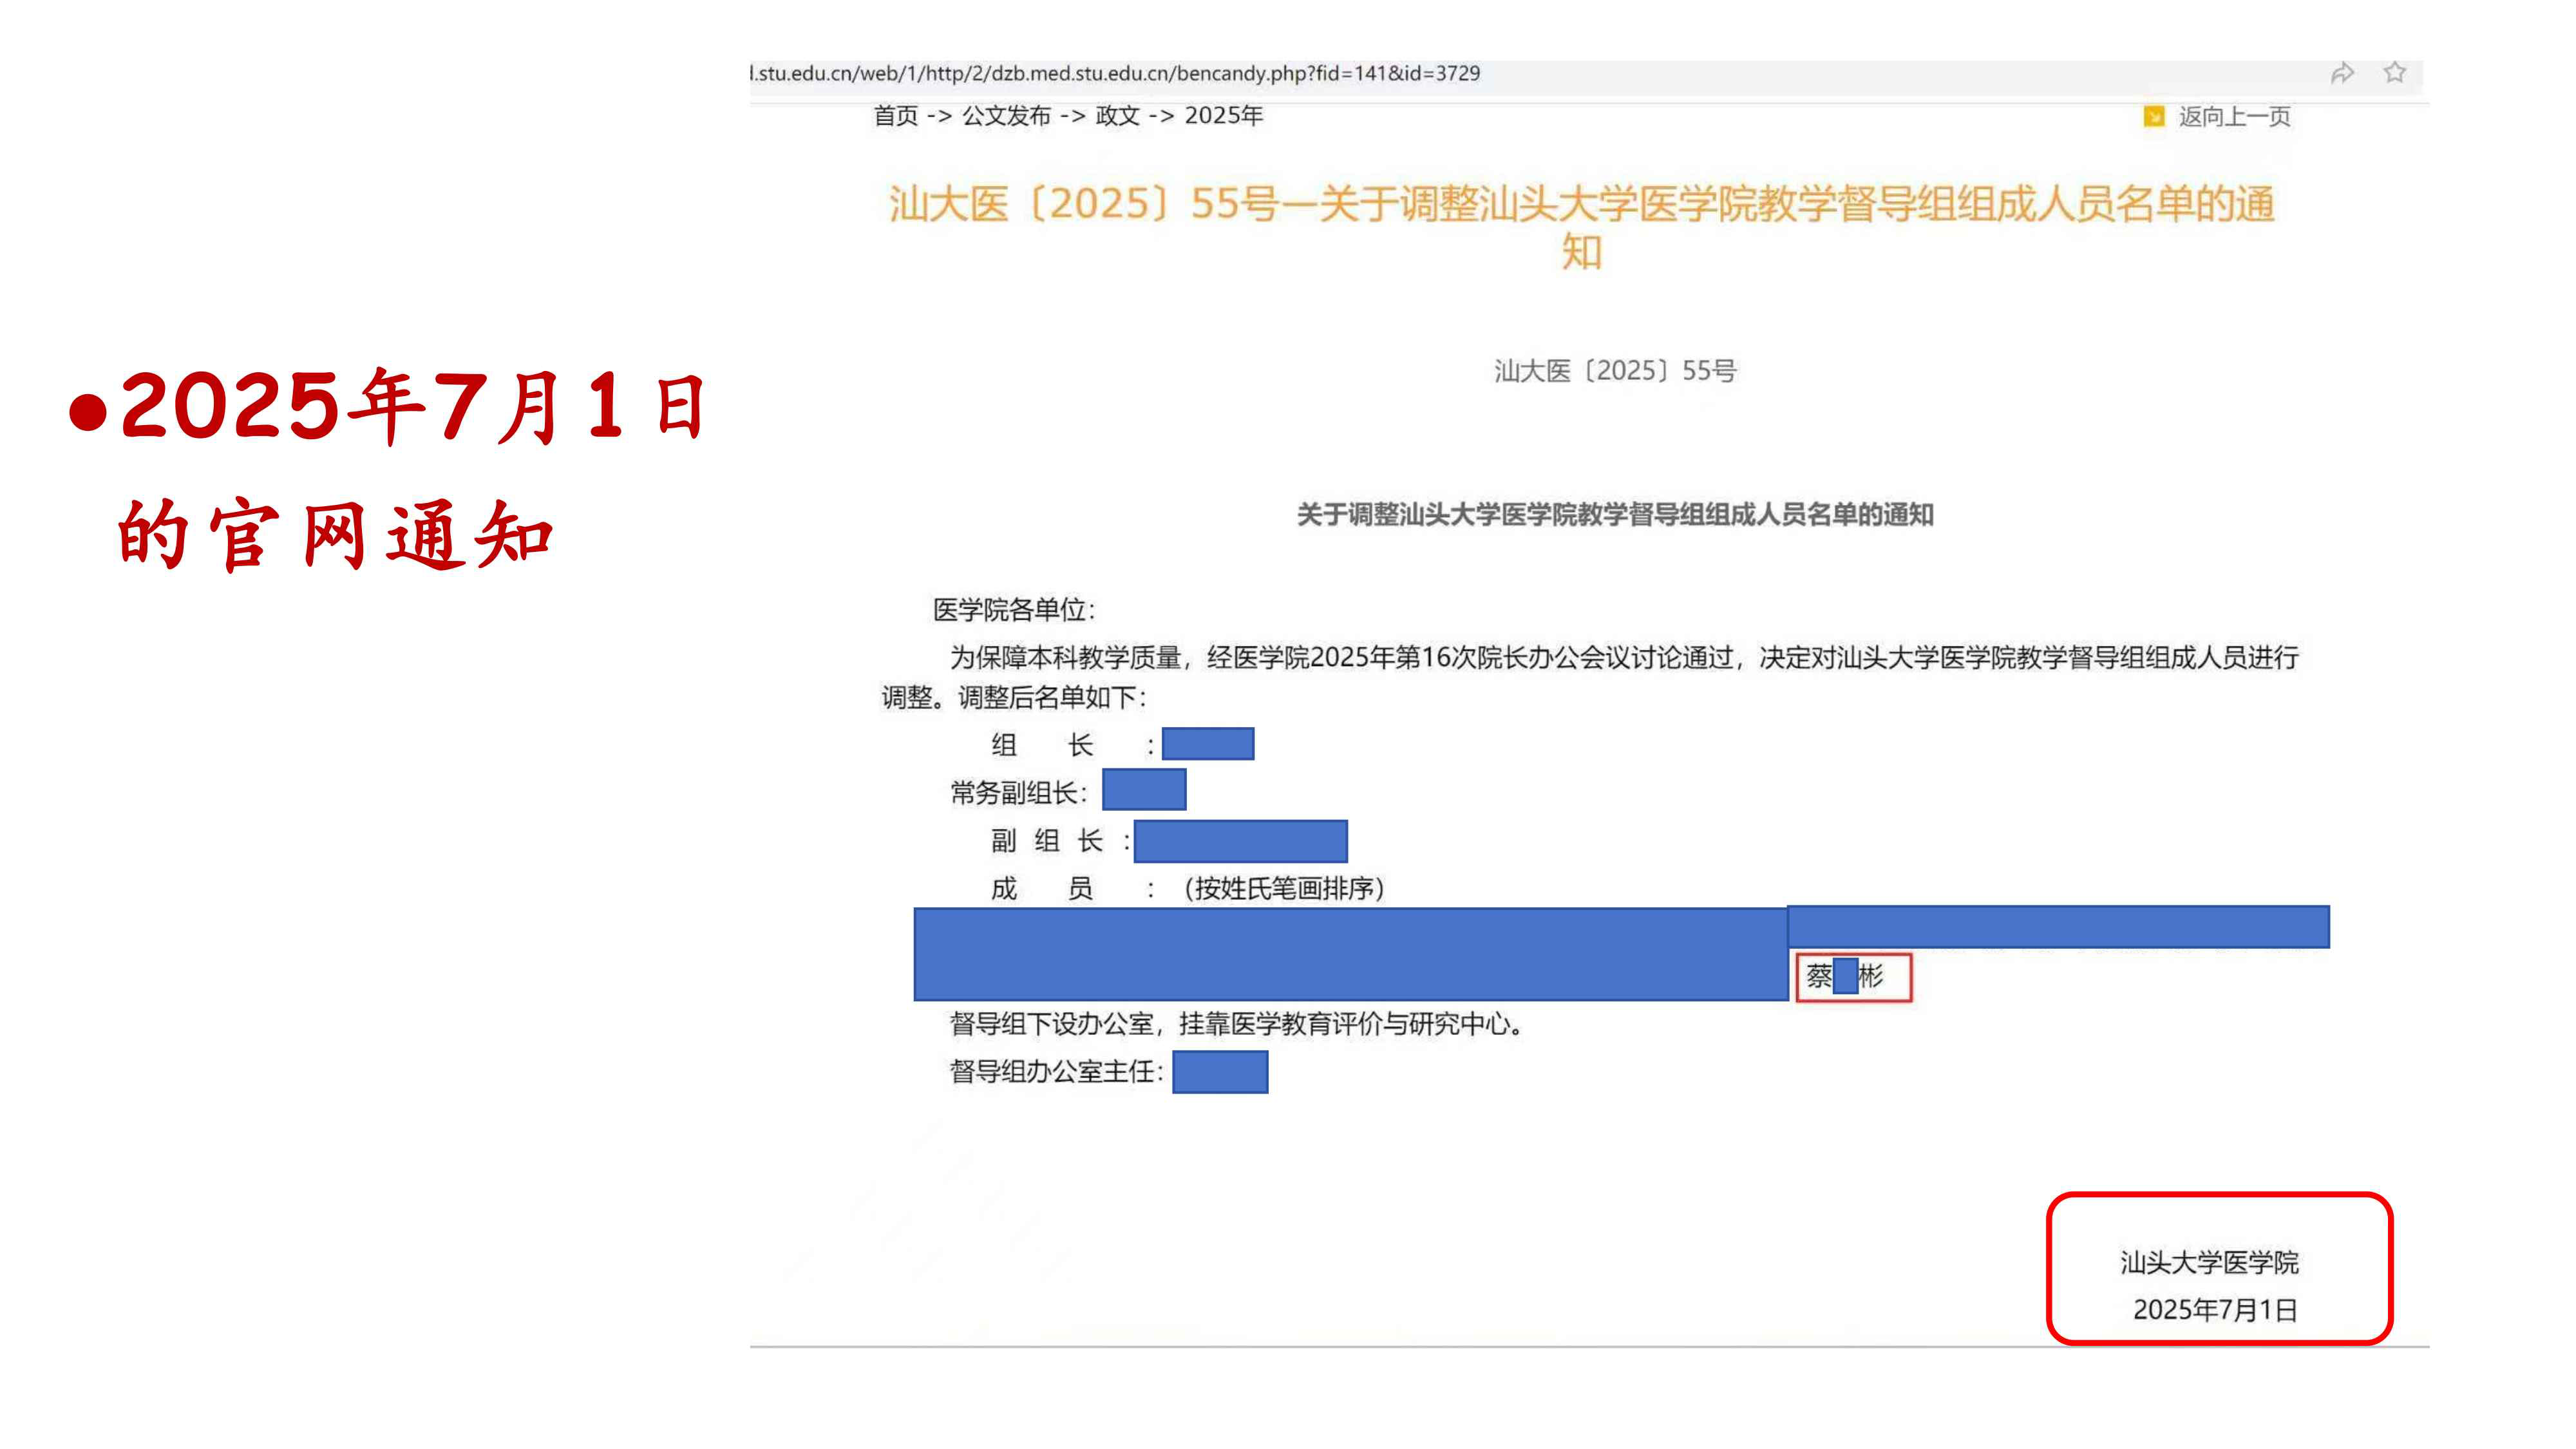 l.stu.edu.cn/web/1/http/2/dzb.med.stu.edu.cn/bencandy.php?fid=141&id=3729
首页 -> 公文发布 -> 政文 -> 2025年
返向上一页
汕大医〔2025〕55号—关于调整汕头大学医学院教学督导组组成人员名单的通
知
汕大医〔2025〕55号
•2025年7月1日
的官网通知
关于调整汕头大学医学院教学督导组组成人员名单的通知
医学院各单位：
为保障本科教学质量，经医学院2025年第16次院长办公会议讨论通过，决定对汕头大学医学院教学督导组组成人员进行
调整。调整后名单如下：
组 长 ：
常务副组长：
副 组 长 ：
成 员 ：（按姓氏笔画排序）
蔡 彬
督导组下设办公室，挂靠医学教育评价与研究中心。
督导组办公室主任：
汕头大学医学院
2025年7月1日